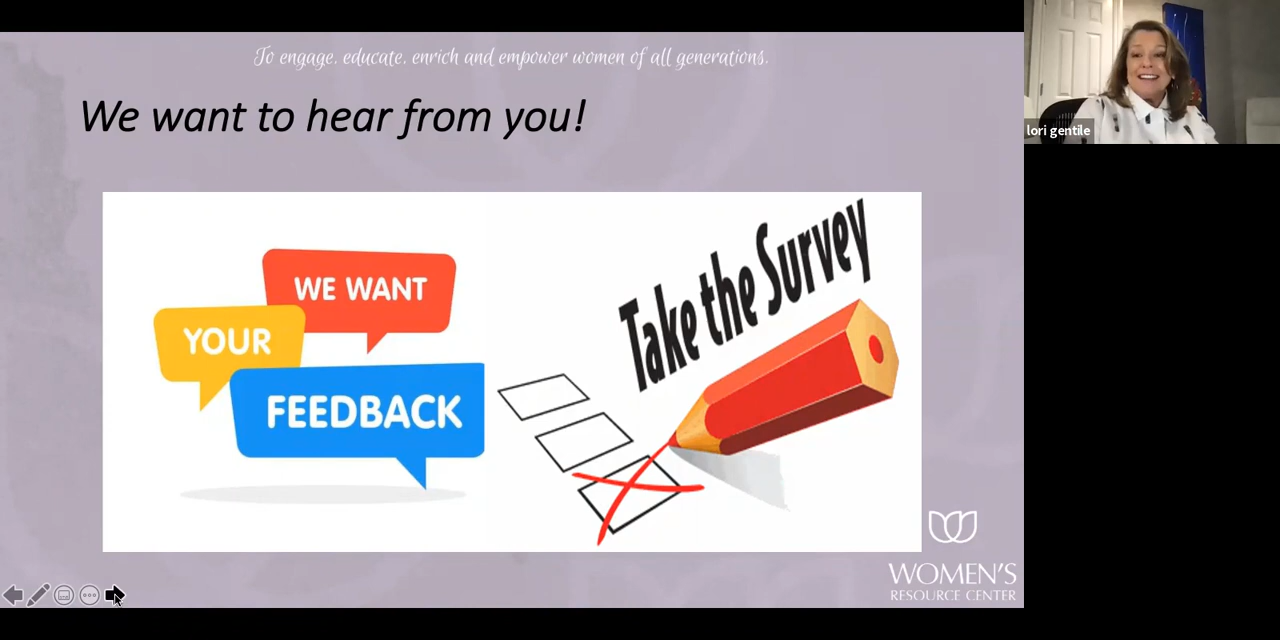 To engage, educate, enrich and empower women of all generations.
We want to hear from you!
WE WANT
YOUR
FEEDBACK
Take the Survey
WOMEN'S
RESOURCE CENTER
lori gentile